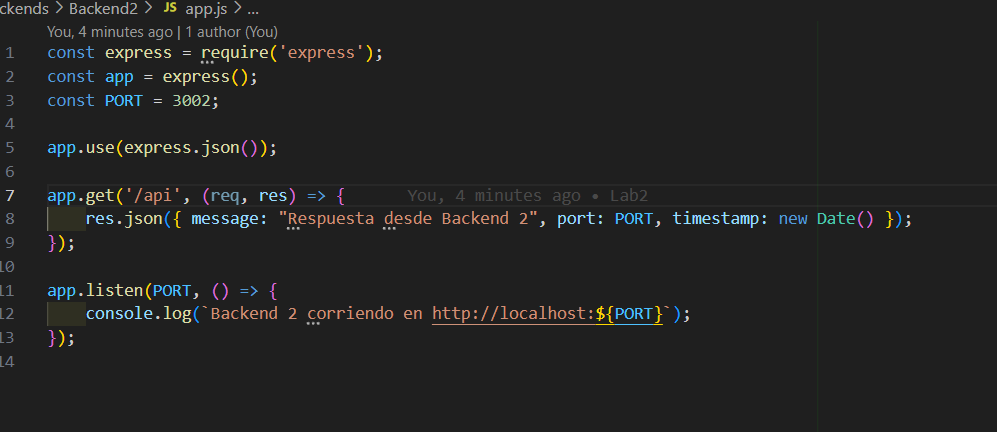 ckends > Backend2 > JS app.js > ...
You, 4 minutes ago | 1 author (You)
1 const express = require('express');
2 const app = express();
3 const PORT = 3002;
4
5 app.use(express.json());
6
7 app.get('/api', (req, res) => { You, 4 minutes ago • Lab2
8 res.json({ message: "Respuesta desde Backend 2", port: PORT, timestamp: new Date() });
9 });
10
11 app.listen(PORT, () => {
12 console.log(`Backend 2 corriendo en http://localhost:${PORT}`);
13 });
14